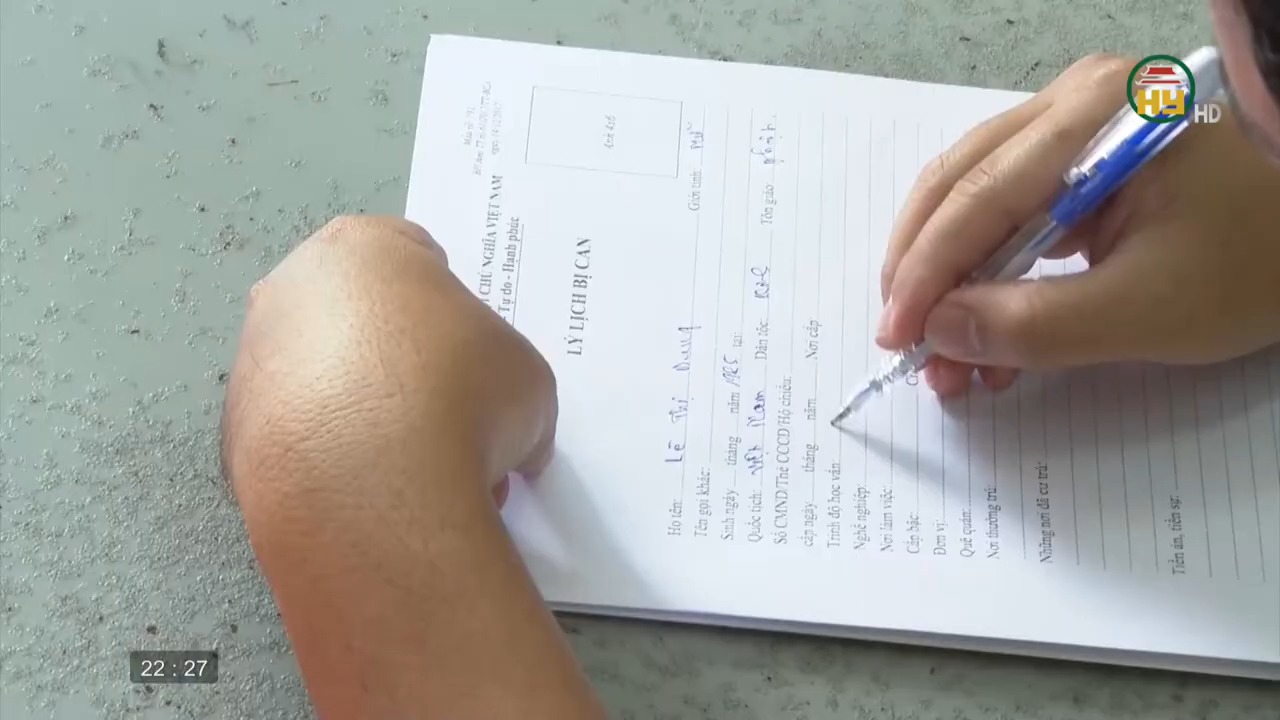 CHỦ NGHĨA VIỆT NAM
Tự do - Hạnh phúc
Ảnh 4x6
LÝ LỊCH BỊ CAN
Họ tên: Lê Thị Dung Giới tính nữ
Tên gọi khác:
Sinh ngày tháng năm 1965 tại:
Quốc tịch: Việt Nam Dân tộc Tôn giáo không
Số CMND/Thẻ CCCD/Hộ chiếu:
cấp ngày tháng năm Nơi cấp
Trình độ học vấn:
Nghề nghiệp:
Nơi làm việc:
Cấp bậc:
Đơn vị:
Quê quán:
Nơi thường trú:
Những nơi đã cư trú:
Tiền án, tiền sự:
HY HD
22 : 27